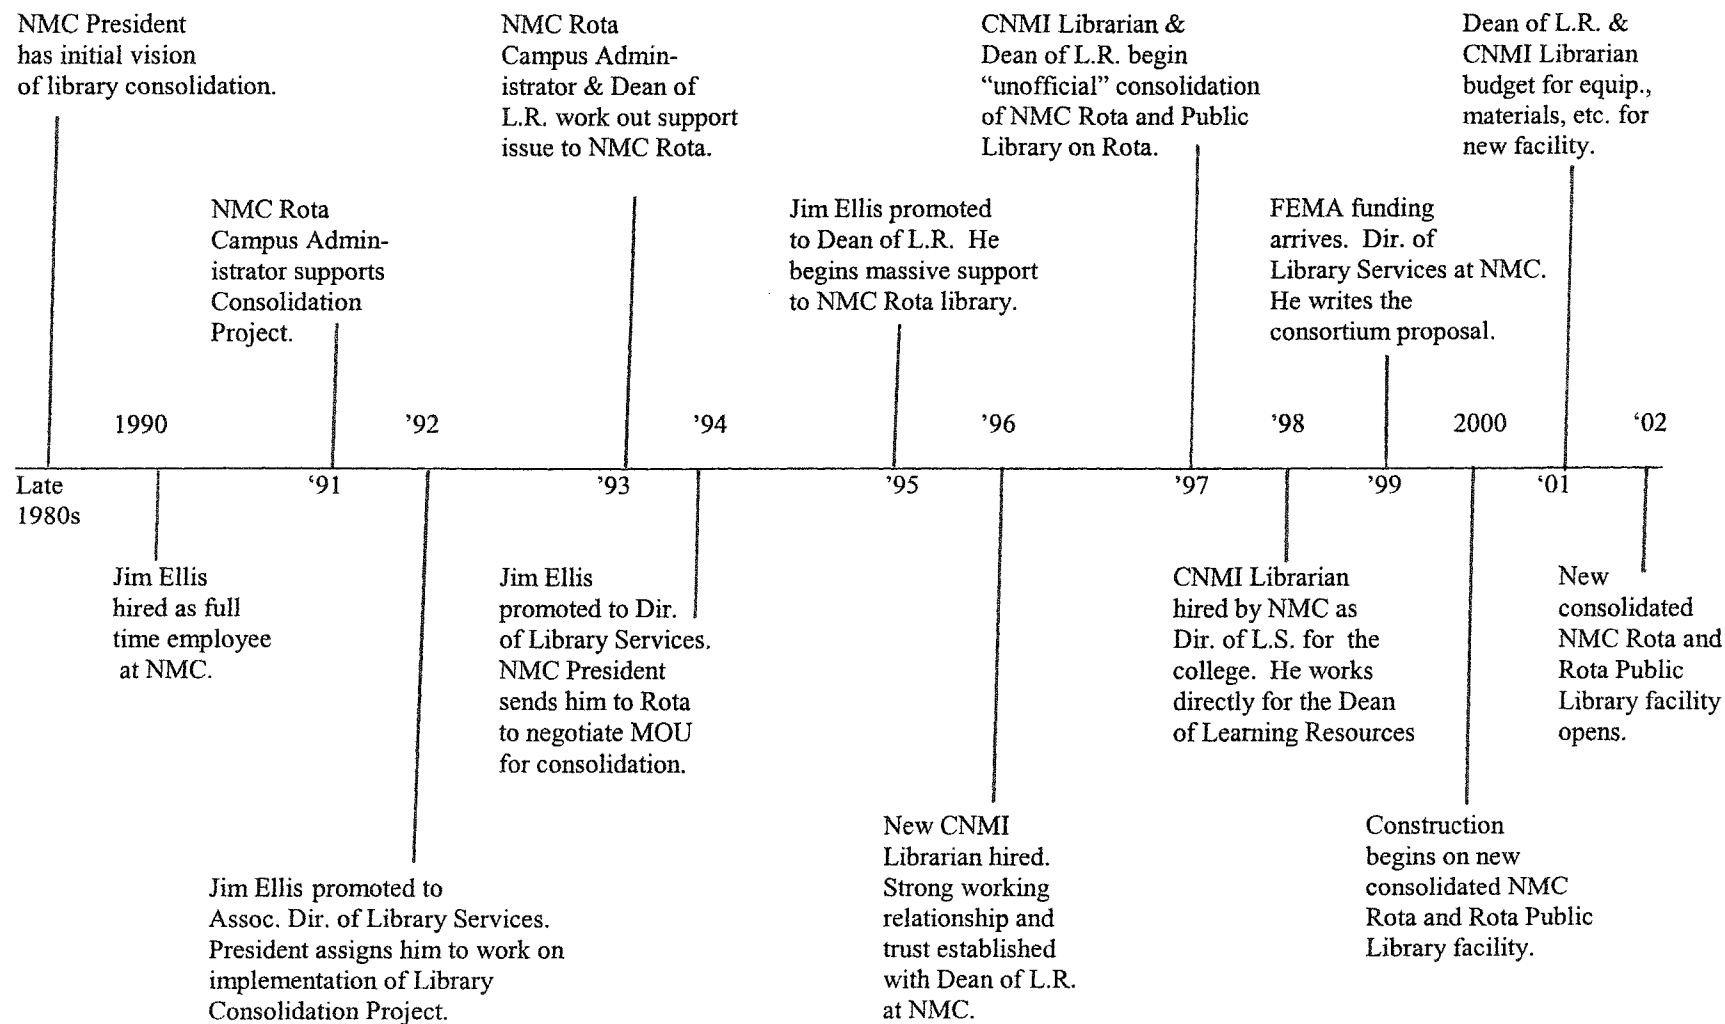 NMC President
has initial vision
of library consolidation.
NMC Rota
Campus Admin-
istrator & Dean of
L.R. work out support
issue to NMC Rota.
CNMI Librarian &
Dean of L.R. begin
“unofficial” consolidation
of NMC Rota and Public
Library on Rota.
Dean of L.R. &
CNMI Librarian
budget for equip.,
materials, etc. for
new facility.
NMC Rota
Campus Admin-
istrator supports
Consolidation
Project.
Jim Ellis promoted
to Dean of L.R. He
begins massive support
to NMC Rota library.
FEMA funding
arrives. Dir. of
Library Services at NMC.
He writes the
consortium proposal.
1990 ’92 ’94 ’96 ’98 2000 ‘02
Late
1980s
‘91 ’93 ’95 ’97 ’99 ‘01
Jim Ellis
hired as full
time employee
at NMC.
Jim Ellis
promoted to Dir.
of Library Services.
NMC President
sends him to Rota
to negotiate MOU
for consolidation.
CNMI Librarian
hired by NMC as
Dir. of L.S. for the
college. He works
directly for the Dean
of Learning Resources
New
consolidated
NMC Rota and
Rota Public
Library facility
opens.
Jim Ellis promoted to
Assoc. Dir. of Library Services.
President assigns him to work on
implementation of Library
Consolidation Project.
New CNMI
Librarian hired.
Strong working
relationship and
trust established
with Dean of L.R.
at NMC.
Construction
begins on new
consolidated NMC
Rota and Rota Public
Library facility.